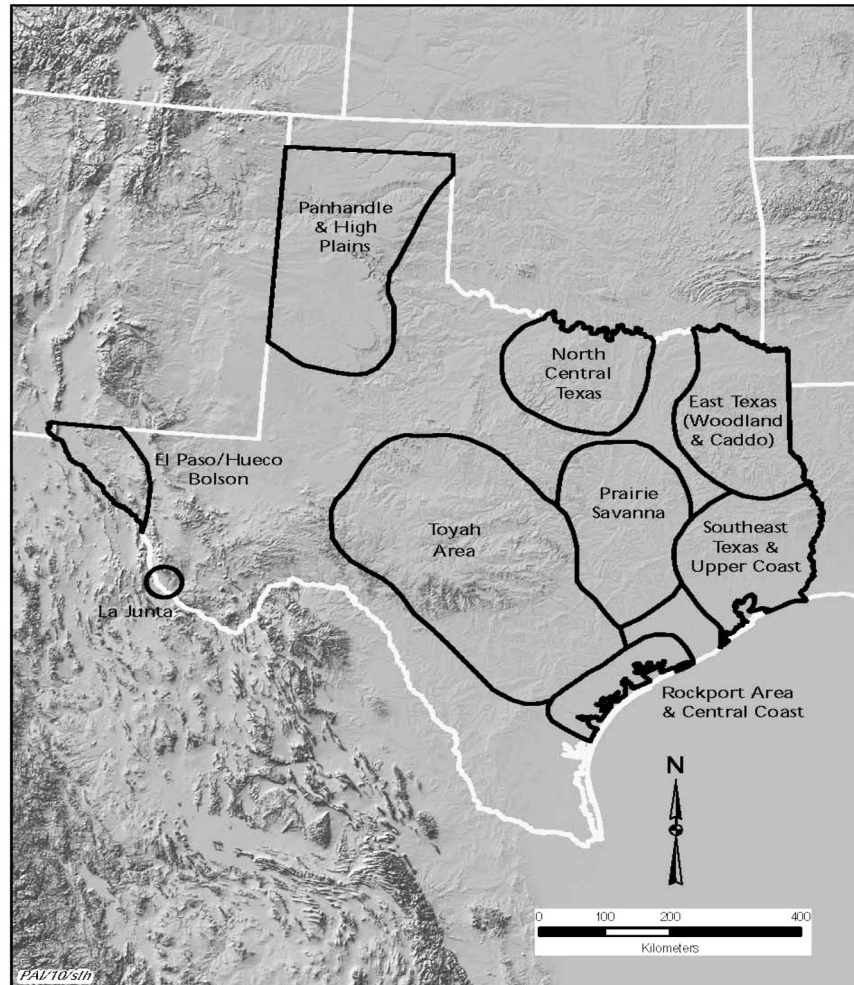 Panhandle
& High
Plains
North
Central
Texas
East Texas
(Woodland
& Caddo)
El Paso/Hueco
Bolson
Prairie
Savanna
Toyah
Area
Southeast
Texas &
Upper Coast
La Junta
Rockport Area
& Central Coast
N
0 100 200 400
Kilometers
PAI/10/slh